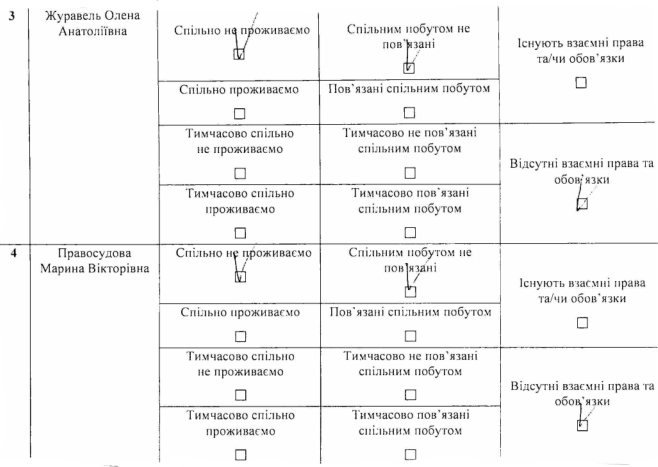 3
Журавель Олена
Анатоліївна
Спільно не проживаємо
Спільним побутом не
пов’язані
Існують взаємні права
та/чи обов’язки
Спільно проживаємо
Пов’язані спільним побутом
Тимчасово спільно
не проживаємо
Тимчасово не пов’язані
спільним побутом
Відсутні взаємні права та
обов’язки
Тимчасово спільно
проживаємо
Тимчасово пов’язані
спільним побутом
4
Правосудова
Марина Вікторівна
Спільно не проживаємо
Спільним побутом не
пов’язані
Існують взаємні права
та/чи обов’язки
Спільно проживаємо
Пов’язані спільним побутом
Тимчасово спільно
не проживаємо
Тимчасово не пов’язані
спільним побутом
Відсутні взаємні права та
обов’язки
Тимчасово спільно
проживаємо
Тимчасово пов’язані
спільним побутом